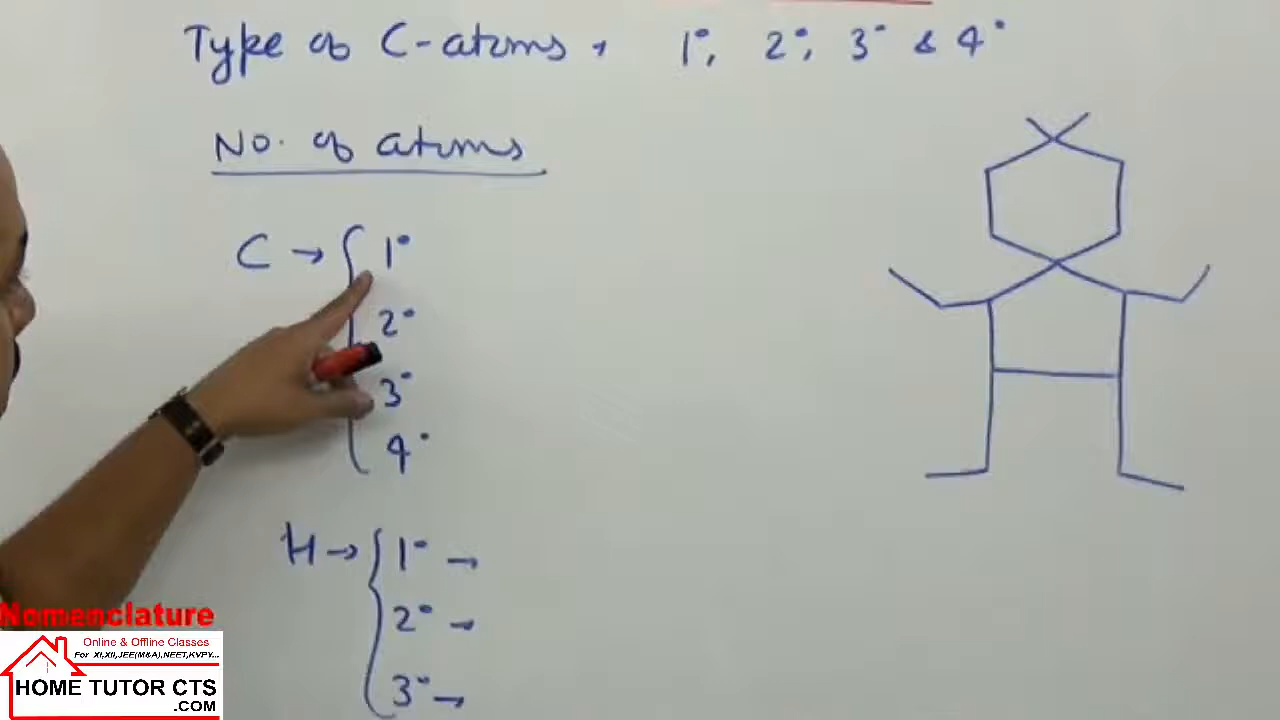 Type of C-atoms → 1°, 2°, 3° & 4°
No. of atoms
C → { 1°
2°
3°
4°
H → { 1° →
2° →
3° →
Nomenclature
Online & Offline Classes
For XI,XII,JEE(M&A),NEET,KVPY...
HOME TUTOR CTS
.COM